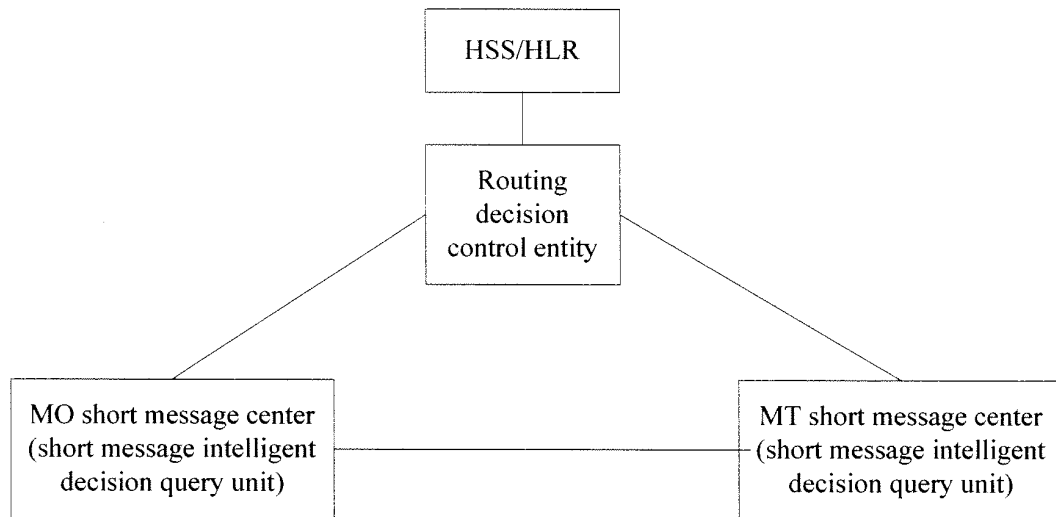 HSS/HLR
Routing
decision
control entity
MO short message center
(short message intelligent
decision query unit)
MT short message center
(short message intelligent
decision query unit)